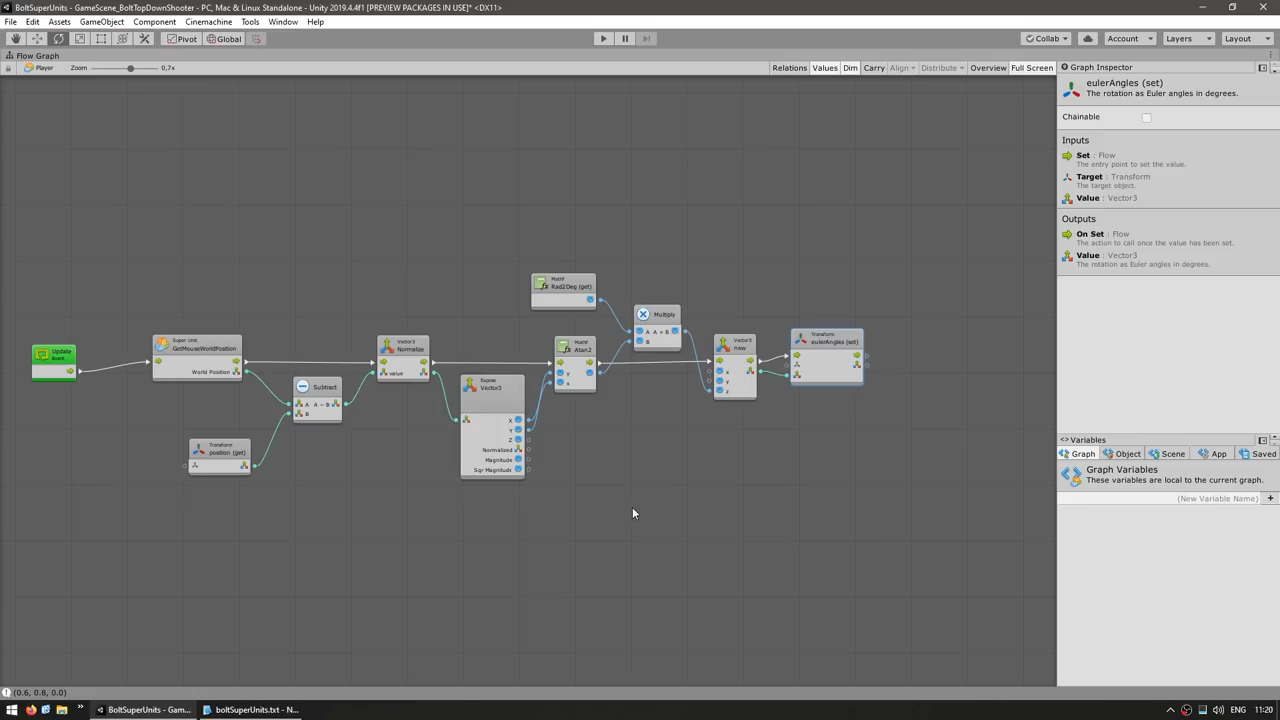 BoltSuperUnits - GameScene_BoltTopDownShooter - PC, Mac & Linux Standalone - Unity 2019.4.4f1 [PREVIEW PACKAGES IN USE]* <DX11>
File Edit Assets GameObject Component Cinemachine Tools Window Help
Pivot Global Collab Account Layers Layout
Flow Graph
Player Zoom 0,7x Relations Values Dim Carry Align Distribute Overview Full Screen
Graph Inspector
eulerAngles (set)
The rotation as Euler angles in degrees.
Chainable
Inputs
Set : Flow
The entry point to set the value.
Target : Transform
The target object.
Value : Vector3
Outputs
On Set : Flow
The action to call once the value has been set.
Value : Vector3
The rotation as Euler angles in degrees.
Update
Event
Super Unit
GetMouseWorldPosition
World Position
Transform
position (get)
Subtract
A A − B
B
Vector3
Normalize
value
Expose
Vector3
X
Y
Z
Normalized
Magnitude
Sqr Magnitude
Mathf
Rad2Deg (get)
Mathf
Atan2
y
x
Multiply
A A × B
B
Vector3
new
x
y
z
Transform
eulerAngles (set)
<> Variables
Graph Object Scene App Saved
Graph Variables
These variables are local to the current graph.
(New Variable Name) +
(0.6, 0.8, 0.0)
BoltSuperUnits - Gam... boltSuperUnits.txt - N... ENG 11:20